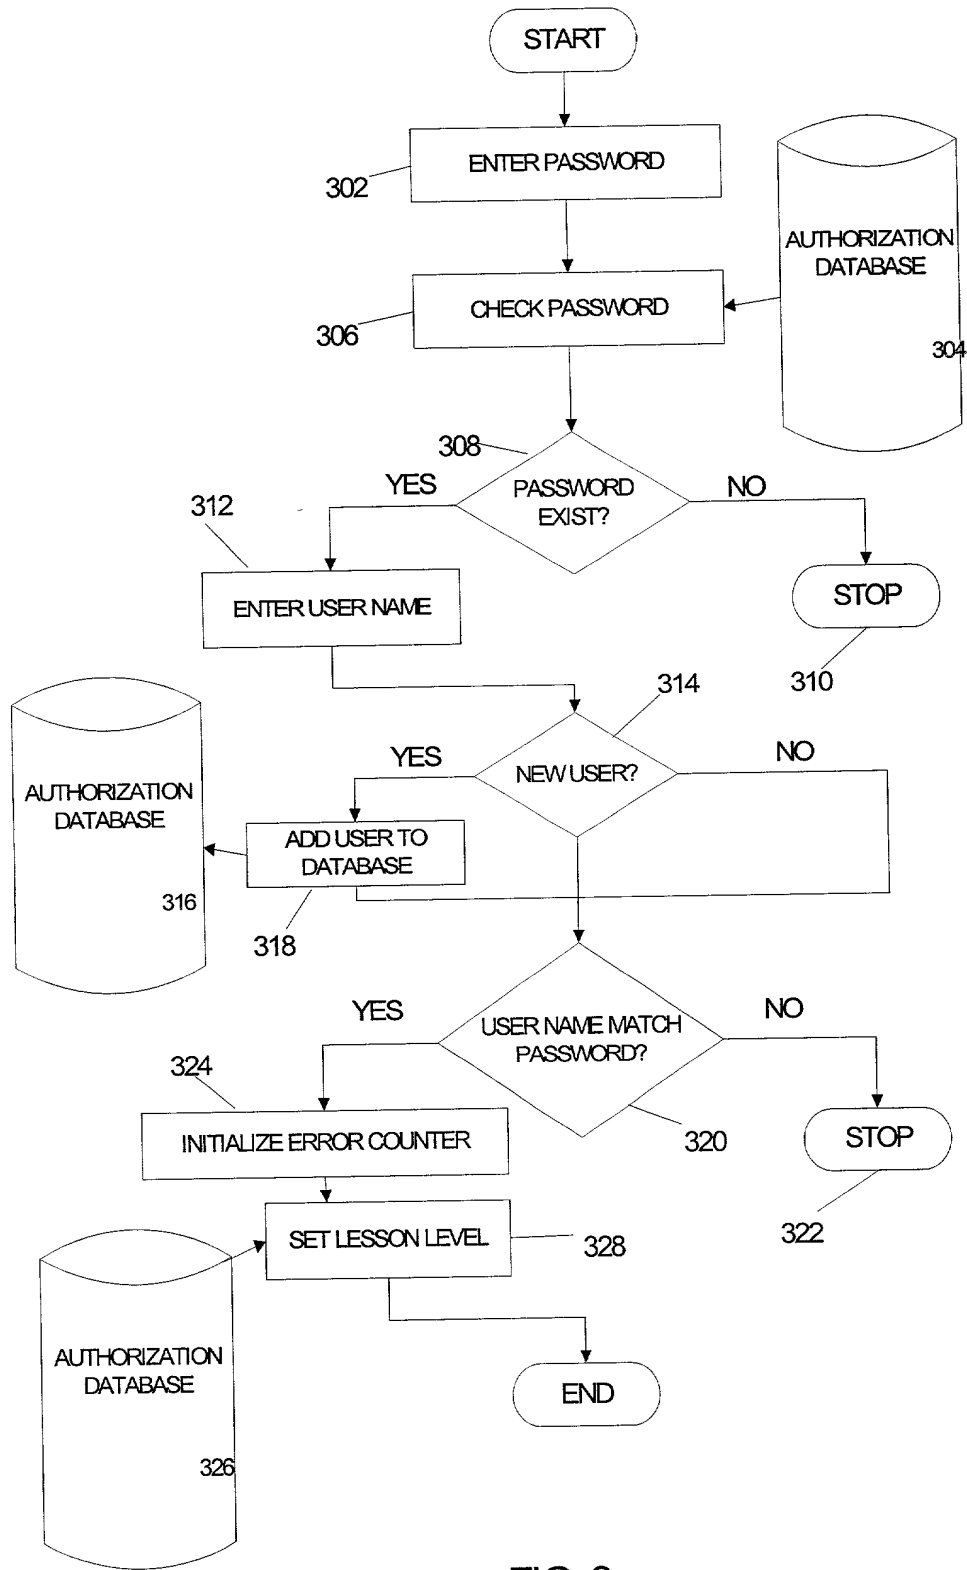 START
ENTER PASSWORD
302
AUTHORIZATION
DATABASE
304
CHECK PASSWORD
306
308
PASSWORD
EXIST?
YES
NO
312
ENTER USER NAME
STOP
310
314
NEW USER?
YES
NO
AUTHORIZATION
DATABASE
316
ADD USER TO
DATABASE
318
USER NAME MATCH
PASSWORD?
YES
NO
320
324
INITIALIZE ERROR COUNTER
STOP
322
SET LESSON LEVEL
328
AUTHORIZATION
DATABASE
326
END